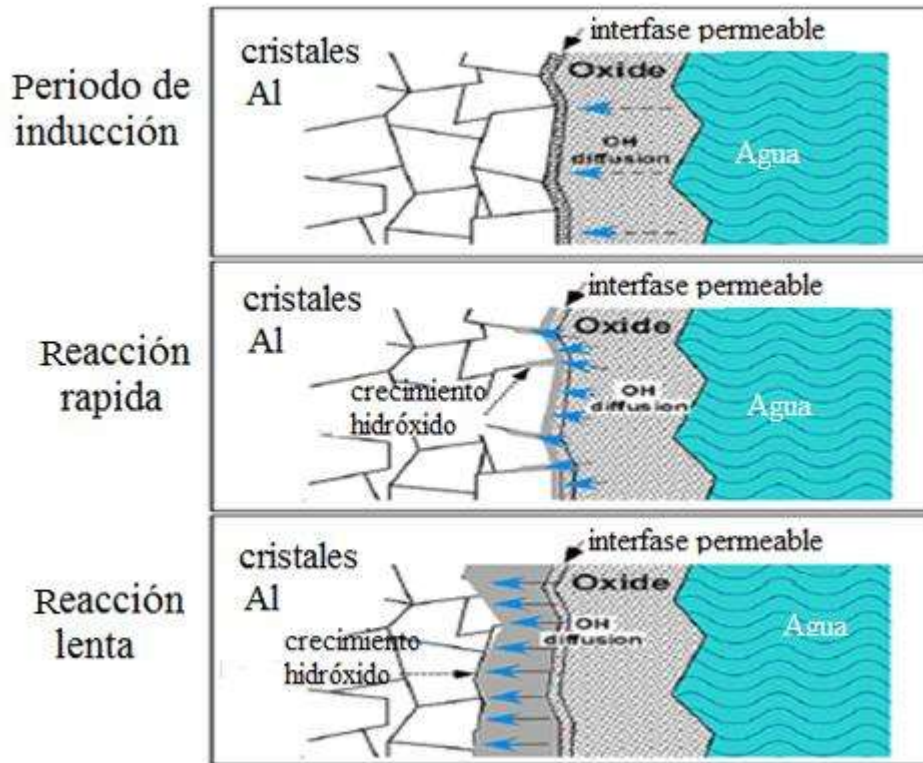 Periodo de
inducción
cristales
Al
interfase permeable
Oxide
OH
diffusion
Agua
Reacción
rapida
cristales
Al
interfase permeable
Oxide
crecimiento
hidróxido
OH
diffusion
Agua
Reacción
lenta
cristales
Al
interfase permeable
Oxide
crecimiento
hidróxido
OH
diffusion
Agua